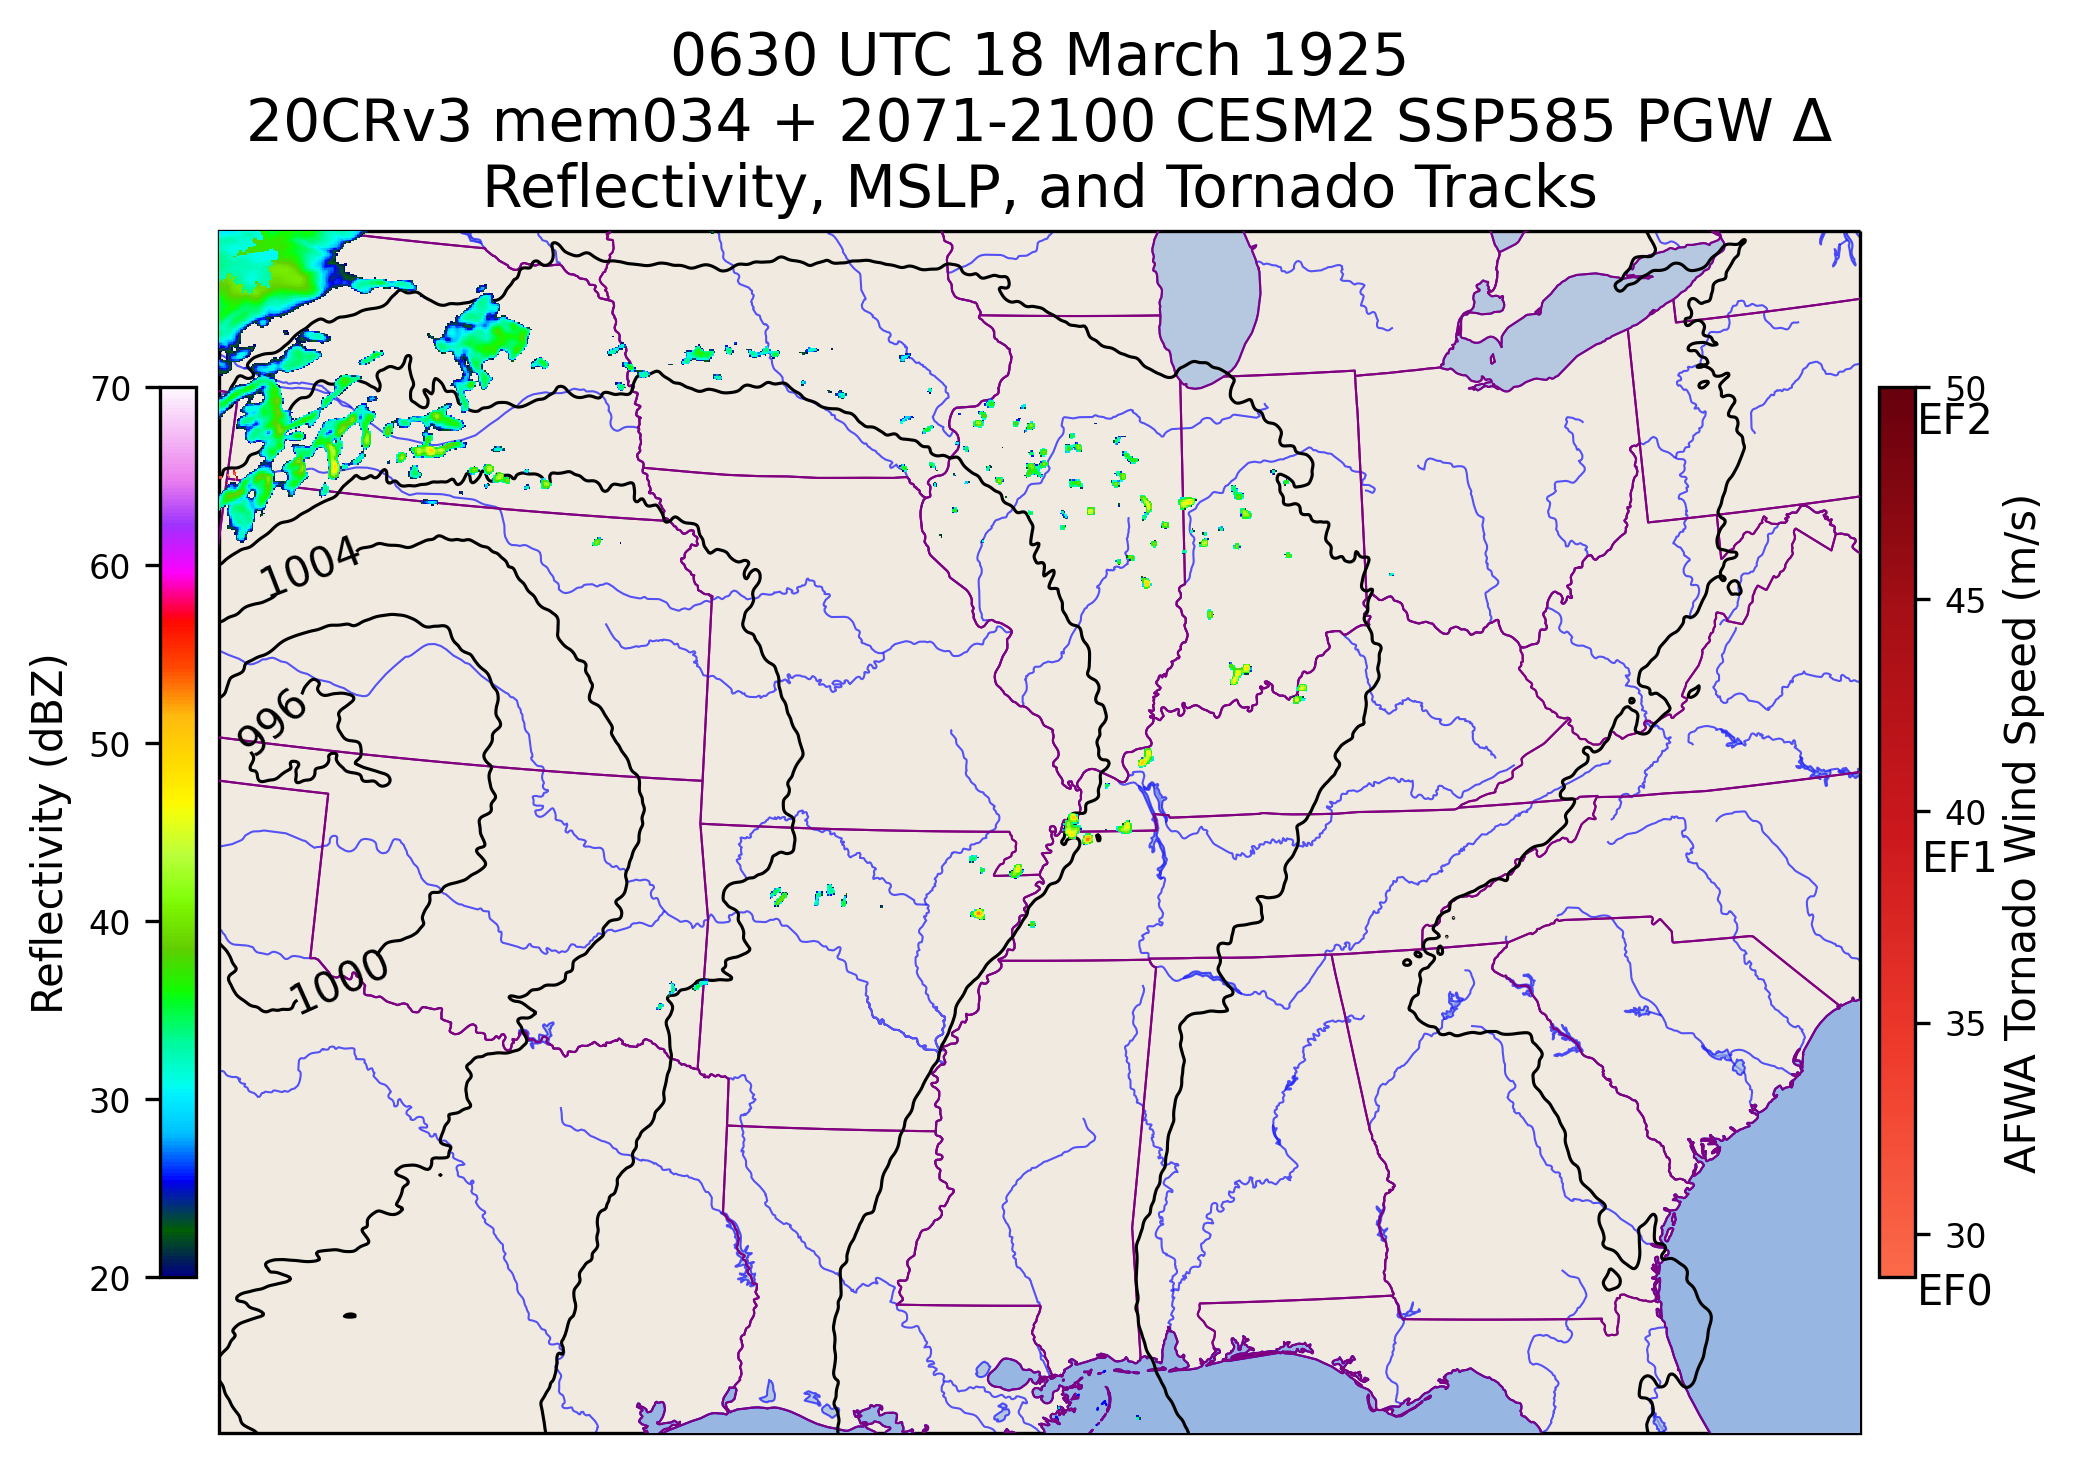 0630 UTC 18 March 1925
20CRv3 mem034 + 2071-2100 CESM2 SSP585 PGW Δ
Reflectivity, MSLP, and Tornado Tracks
70
60
50
40
30
20
Reflectivity (dBZ)
1004
996
1000
50
EF2
45
40
EF1
35
30
EF0
AFWA Tornado Wind Speed (m/s)